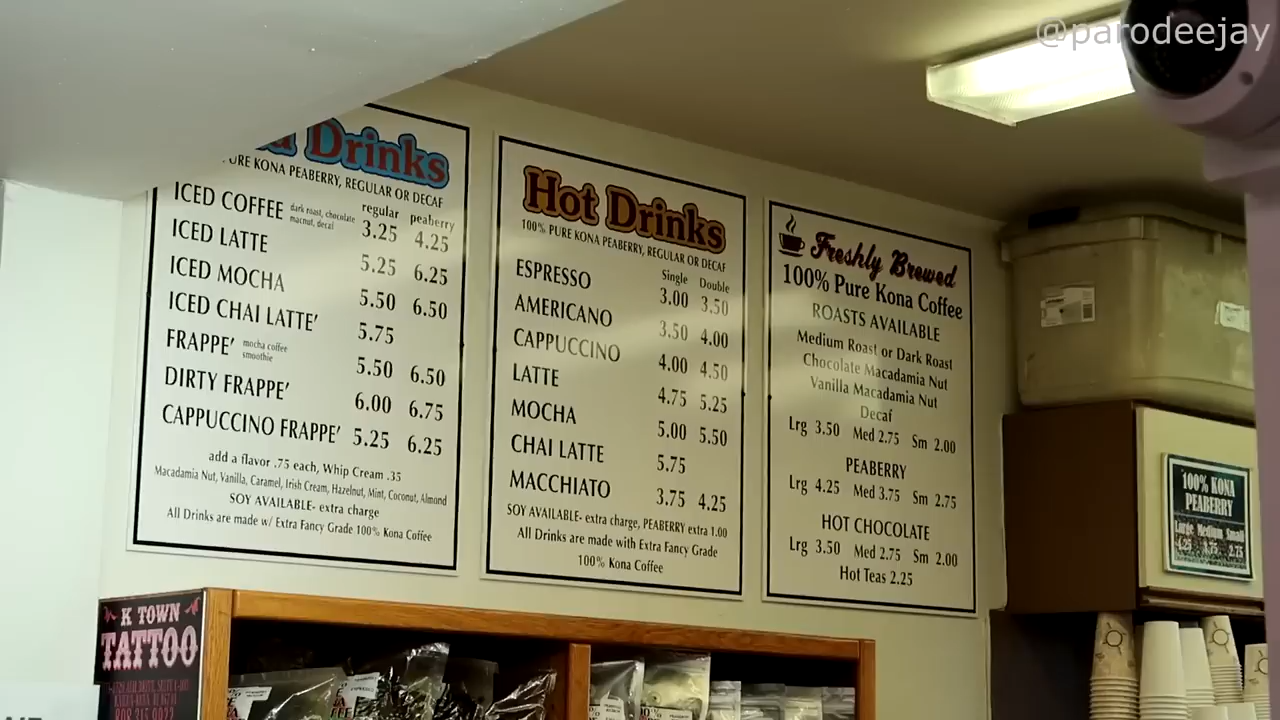 @parodeejay
Drinks
PURE KONA PEABERRY, REGULAR OR DECAF
regular peaberry
ICED COFFEE dark roast, chocolate macnut, decaf 3.25 4.25
ICED LATTE 5.25 6.25
ICED MOCHA 5.50 6.50
ICED CHAI LATTE' 5.75
FRAPPE' mocha coffee smoothie 5.50 6.50
DIRTY FRAPPE' 6.00 6.75
CAPPUCCINO FRAPPE' 5.25 6.25
add a flavor .75 each, Whip Cream .35
Macadamia Nut, Vanilla, Caramel, Irish Cream, Hazelnut, Mint, Coconut, Almond
SOY AVAILABLE- extra charge
All Drinks are made w/ Extra Fancy Grade 100% Kona Coffee
Hot Drinks
100% PURE KONA PEABERRY, REGULAR OR DECAF
Single Double
ESPRESSO 3.00 3.50
AMERICANO 3.50 4.00
CAPPUCCINO 4.00 4.50
LATTE 4.75 5.25
MOCHA 5.00 5.50
CHAI LATTE 5.75
MACCHIATO 3.75 4.25
SOY AVAILABLE- extra charge, PEABERRY extra 1.00
All Drinks are made with Extra Fancy Grade
100% Kona Coffee
Freshly Brewed
100% Pure Kona Coffee
ROASTS AVAILABLE
Medium Roast or Dark Roast
Chocolate Macadamia Nut
Vanilla Macadamia Nut
Decaf
Lrg 3.50 Med 2.75 Sm 2.00
PEABERRY
Lrg 4.25 Med 3.75 Sm 2.75
HOT CHOCOLATE
Lrg 3.50 Med 2.75 Sm 2.00
Hot Teas 2.25
100% KONA
PEABERRY
Large Medium Small
4.25 3.75 2.75
K TOWN
TATTOO